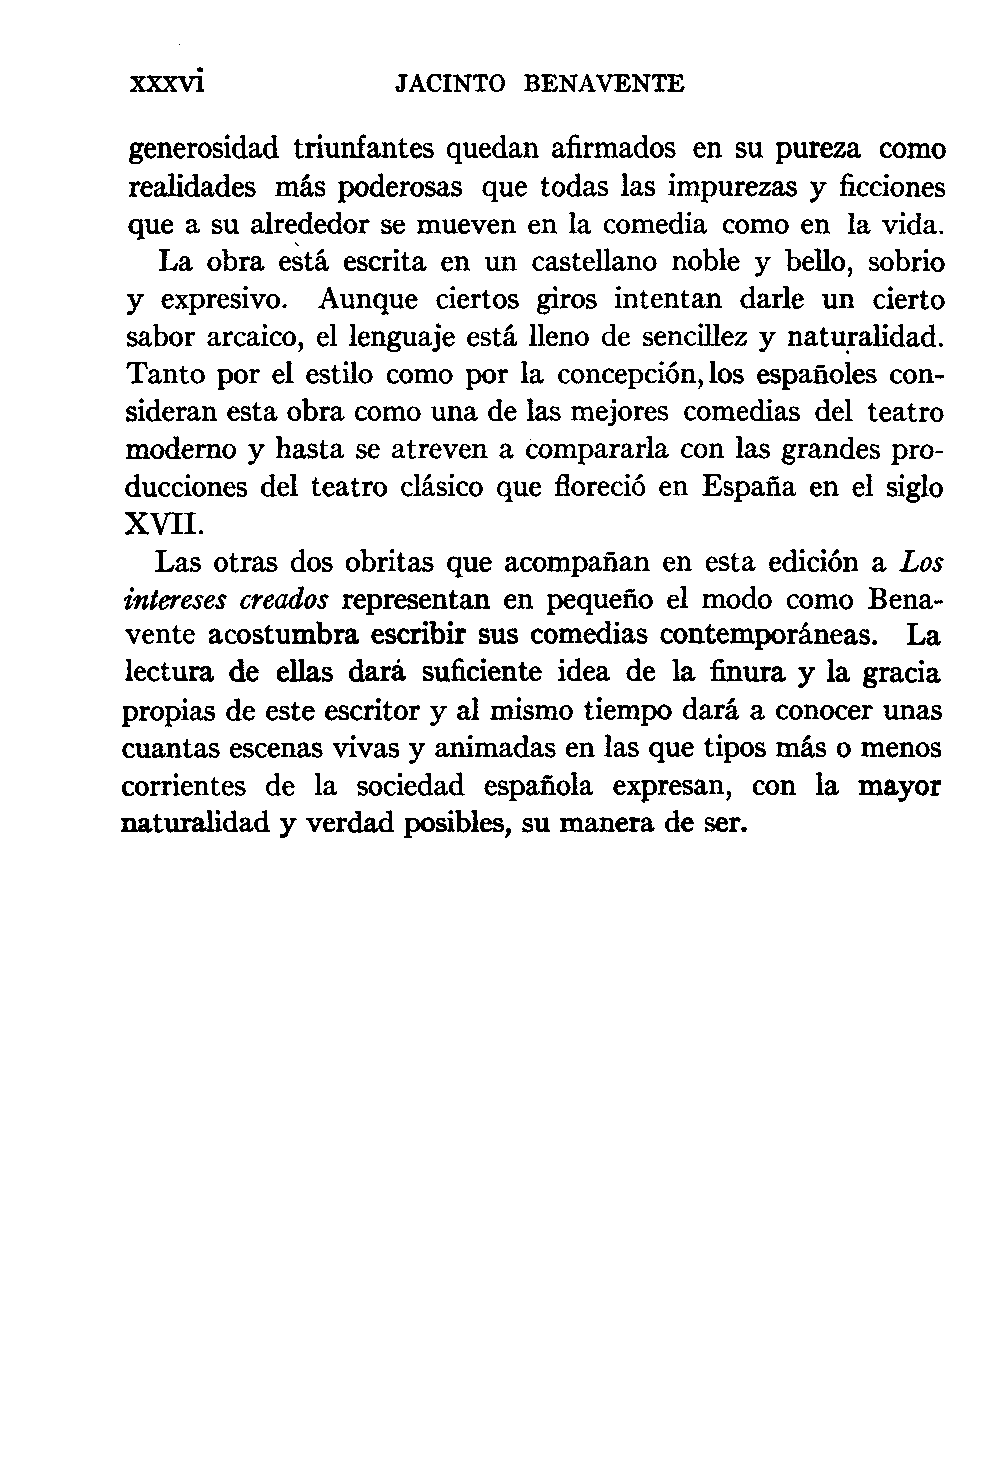 xxxvi JACINTO BENAVENTE
generosidad triunfantes quedan afirmados en su pureza como
realidades más poderosas que todas las impurezas y ficciones
que a su alrededor se mueven en la comedia como en la vida.
La obra está escrita en un castellano noble y bello, sobrio
y expresivo. Aunque ciertos giros intentan darle un cierto
sabor arcaico, el lenguaje está lleno de sencillez y naturalidad.
Tanto por el estilo como por la concepción, los españoles con-
sideran esta obra como una de las mejores comedias del teatro
moderno y hasta se atreven a compararla con las grandes pro-
ducciones del teatro clásico que floreció en España en el siglo
XVII.
Las otras dos obritas que acompañan en esta edición a Los
intereses creados representan en pequeño el modo como Bena-
vente acostumbra escribir sus comedias contemporáneas. La
lectura de ellas dará suficiente idea de la finura y la gracia
propias de este escritor y al mismo tiempo dará a conocer unas
cuantas escenas vivas y animadas en las que tipos más o menos
corrientes de la sociedad española expresan, con la mayor
naturalidad y verdad posibles, su manera de ser.